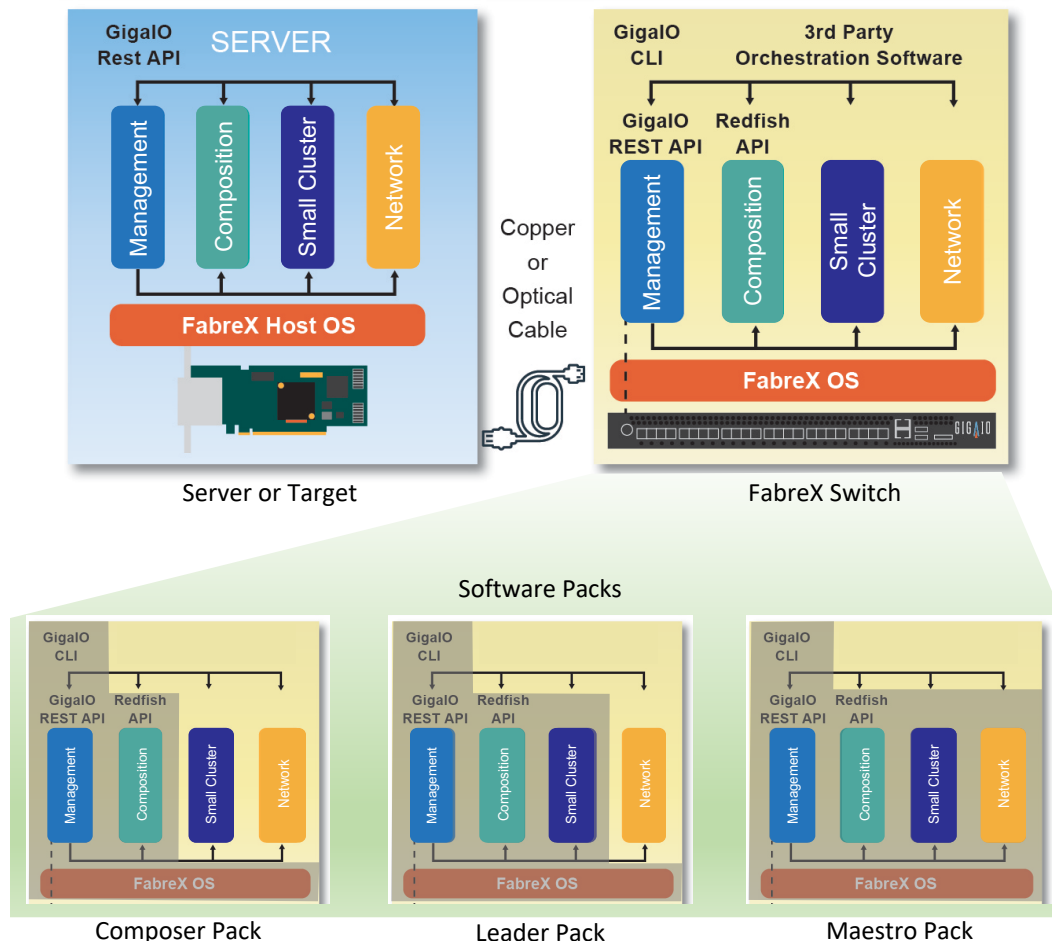 GigaIO
Rest API
SERVER
Management
Composition
Small Cluster
Network
FabreX Host OS
Server or Target
Copper
or
Optical
Cable
GigaIO
CLI
3rd Party
Orchestration Software
GigaIO
REST API
Redfish
API
Management
Composition
Small
Cluster
Network
FabreX OS
GIGAIO
FabreX Switch
Software Packs
GigaIO
CLI
GigaIO
REST API
Redfish
API
Management
Composition
Small Cluster
Network
FabreX OS
Composer Pack
GigaIO
CLI
GigaIO
REST API
Redfish
API
Management
Composition
Small Cluster
Network
FabreX OS
Leader Pack
GigaIO
CLI
GigaIO
REST API
Redfish
API
Management
Composition
Small Cluster
Network
FabreX OS
Maestro Pack